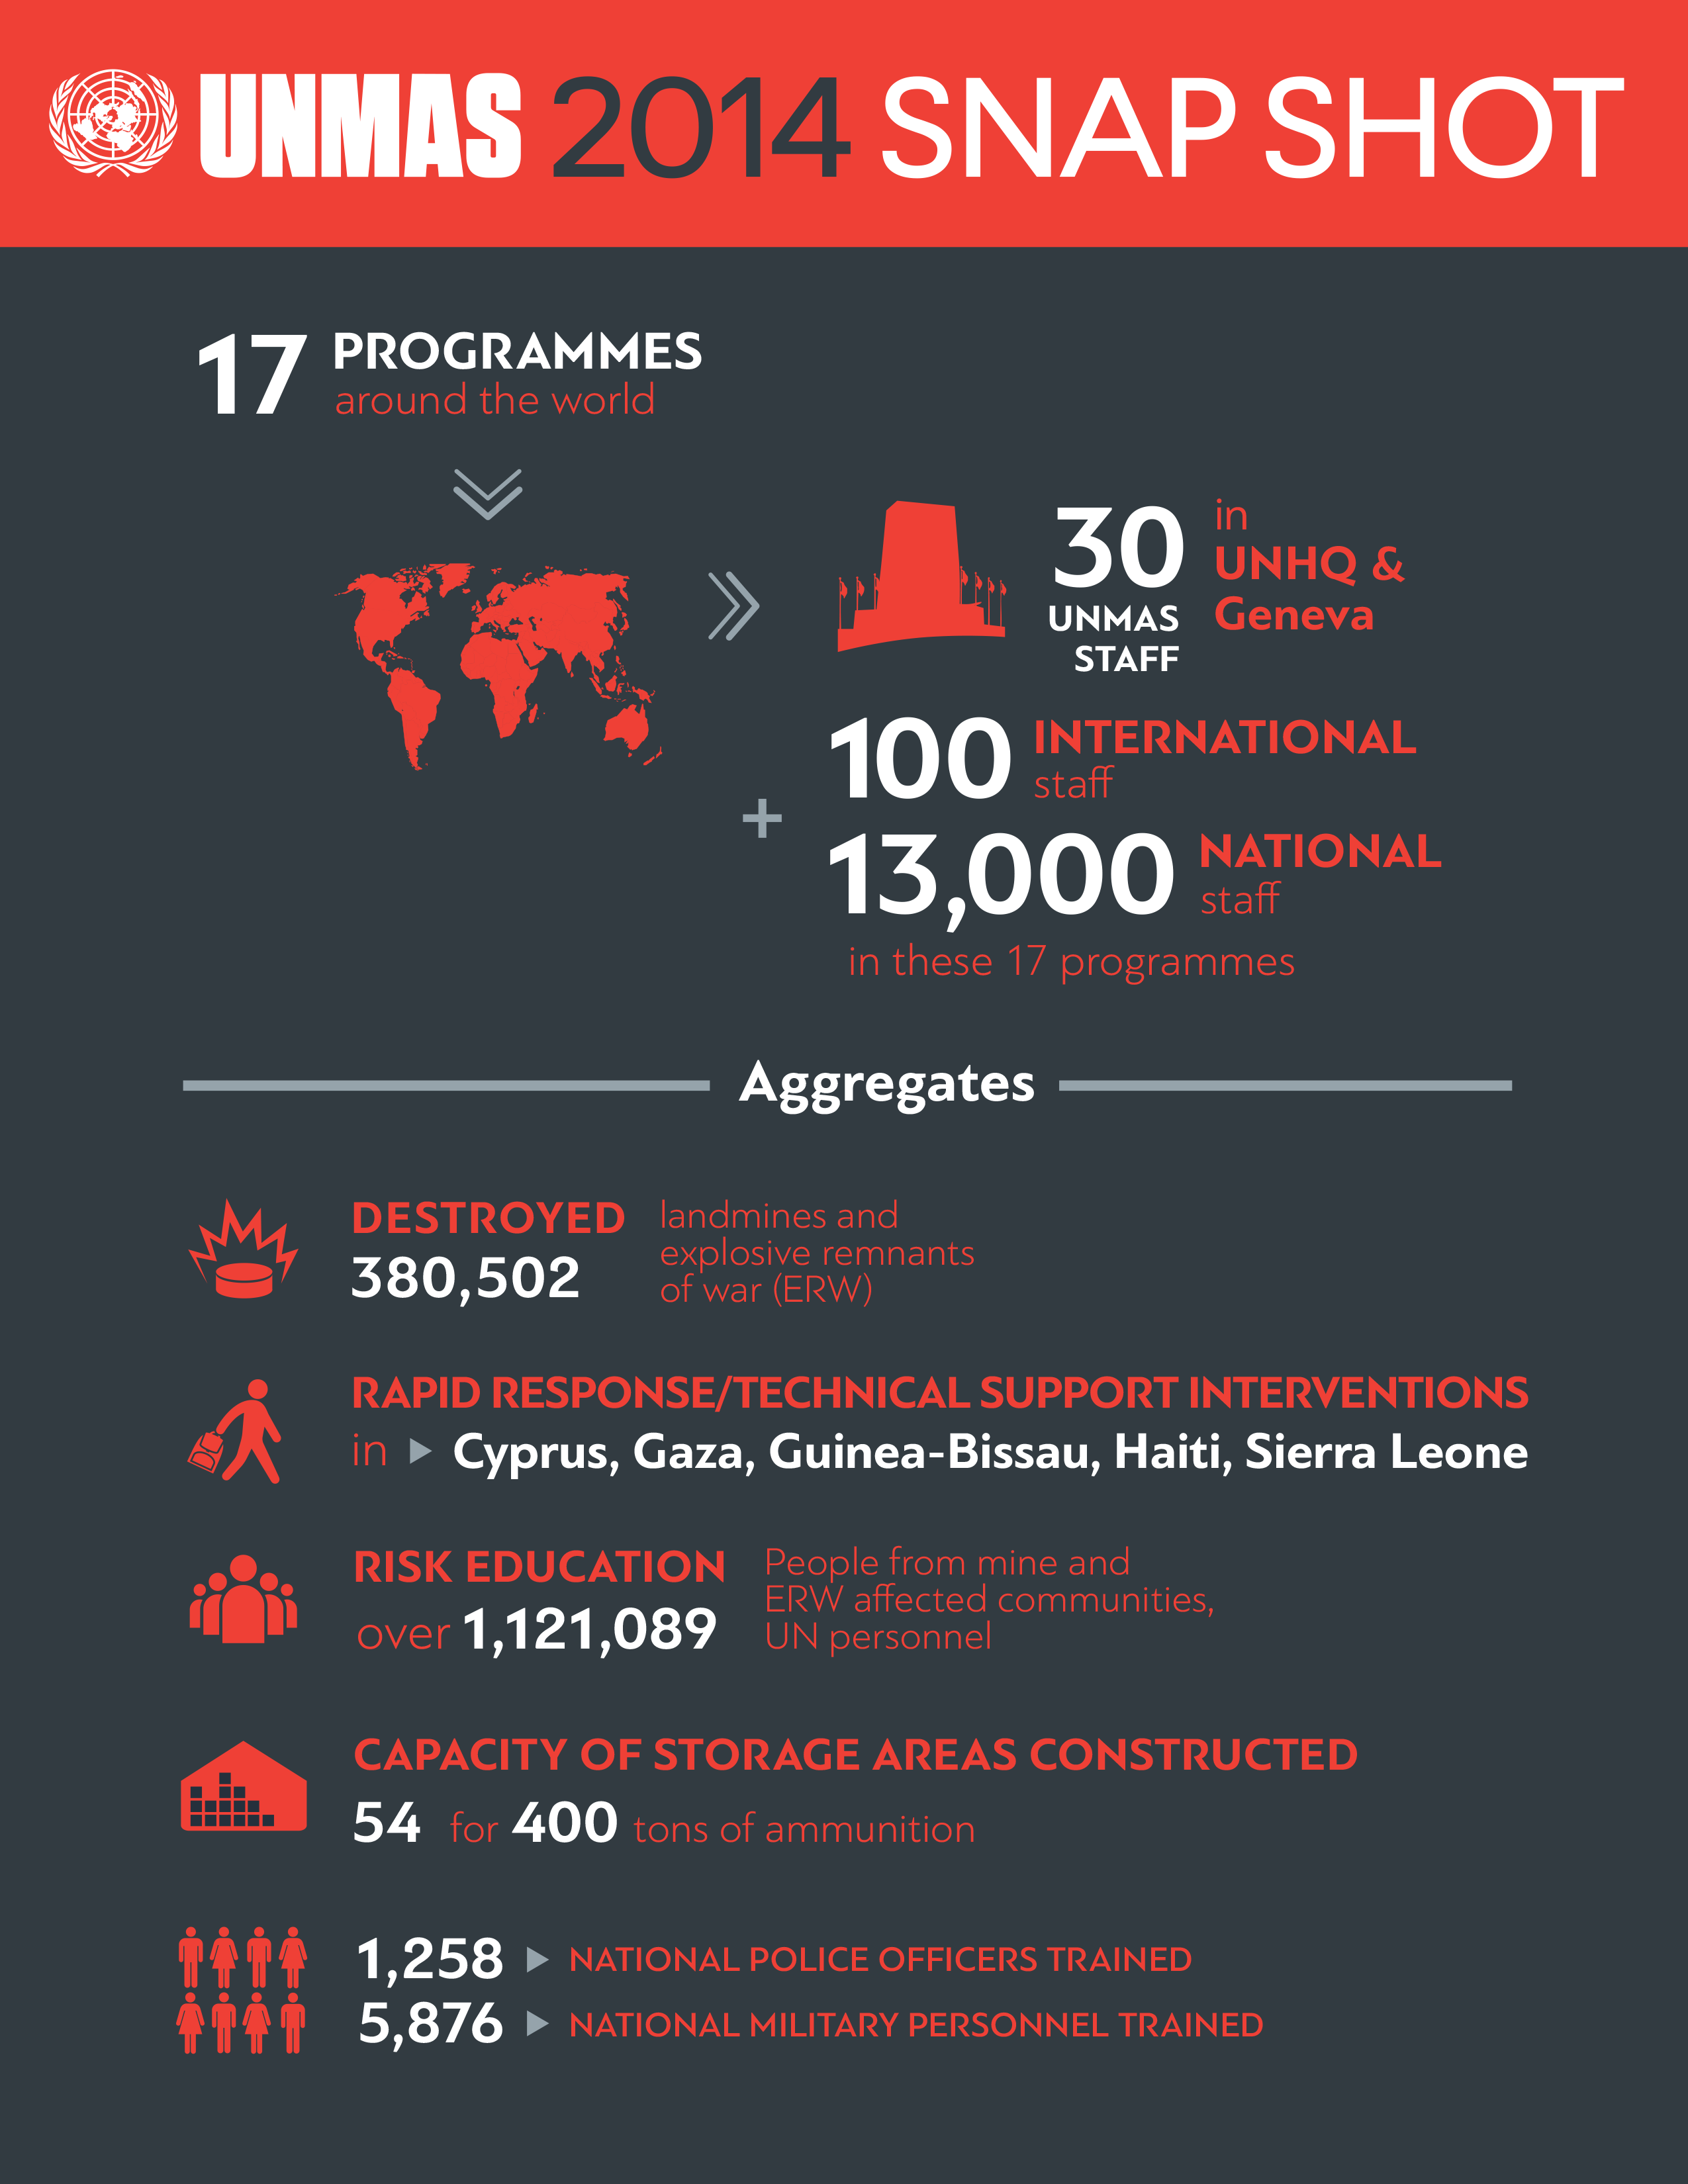 UNMAS 2014 SNAP SHOT
17 PROGRAMMES
around the world
30 in
UNHQ &
Geneva
UNMAS
STAFF
100 INTERNATIONAL
staff
+
13,000 NATIONAL
staff
in these 17 programmes
Aggregates
DESTROYED
380,502
landmines and
explosive remnants
of war (ERW)
RAPID RESPONSE/TECHNICAL SUPPORT INTERVENTIONS
in Cyprus, Gaza, Guinea-Bissau, Haiti, Sierra Leone
RISK EDUCATION
over 1,121,089
People from mine and
ERW affected communities,
UN personnel
CAPACITY OF STORAGE AREAS CONSTRUCTED
54 for 400 tons of ammunition
1,258 NATIONAL POLICE OFFICERS TRAINED
5,876 NATIONAL MILITARY PERSONNEL TRAINED